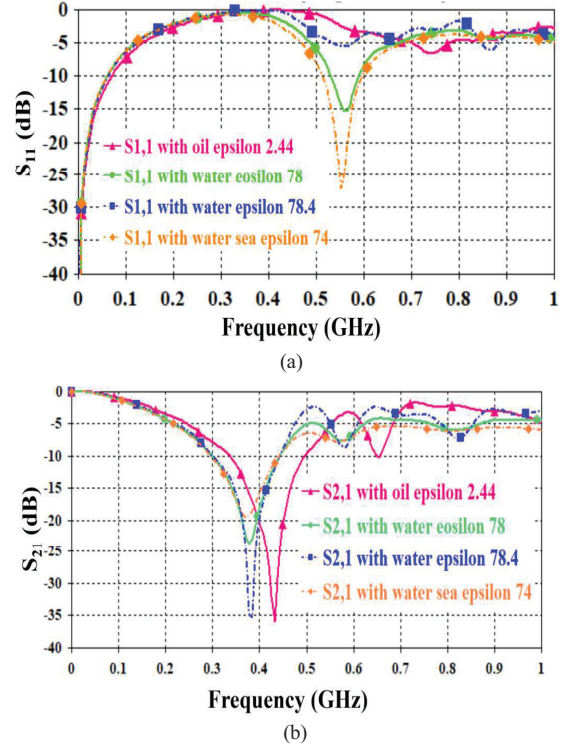 0
-5
-10
-15
-20
-25
-30
-35
-40
S11 (dB)
S1,1 with oil epsilon 2.44
S1,1 with water eosilon 78
S1,1 with water epsilon 78.4
S1,1 with water sea epsilon 74
0 0.1 0.2 0.3 0.4 0.5 0.6 0.7 0.8 0.9 1
Frequency (GHz)
(a)
0
-5
-10
-15
-20
-25
-30
-35
-40
S21 (dB)
S2,1 with oil epsilon 2.44
S2,1 with water eosilon 78
S2,1 with water epsilon 78.4
S2,1 with water sea epsilon 74
0 0.1 0.2 0.3 0.4 0.5 0.6 0.7 0.8 0.9 1
Frequency (GHz)
(b)